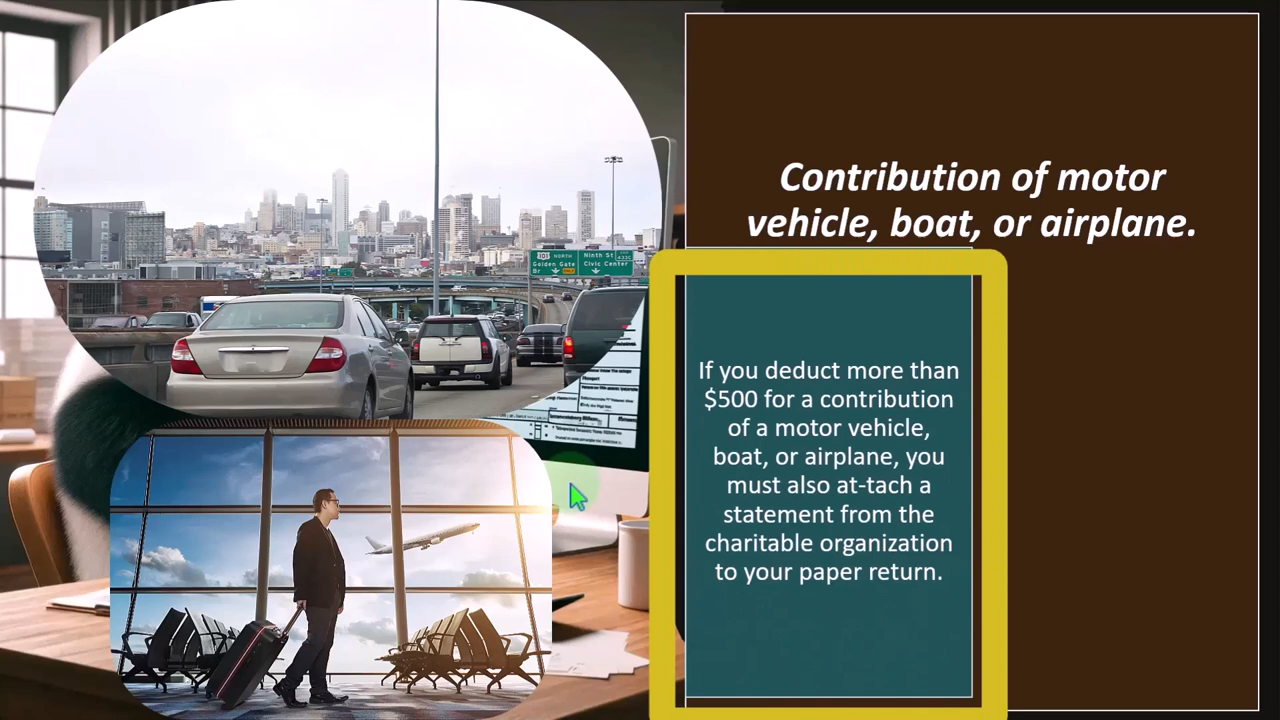 Contribution of motor
vehicle, boat, or airplane.
If you deduct more than
$500 for a contribution
of a motor vehicle,
boat, or airplane, you
must also at-tach a
statement from the
charitable organization
to your paper return.
101 NORTH
Golden Gate
Br
Ninth St
Civic Center